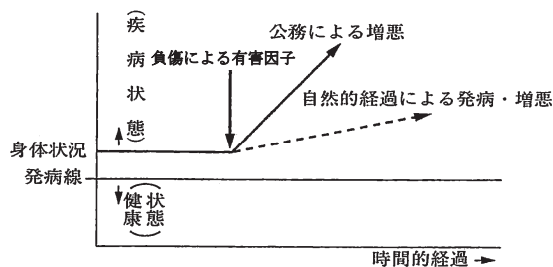 （疾病状態）
公務による増悪
負傷による有害因子
自然的経過による発病・増悪
身体状況
発病線
（健康状態）
時間的経過